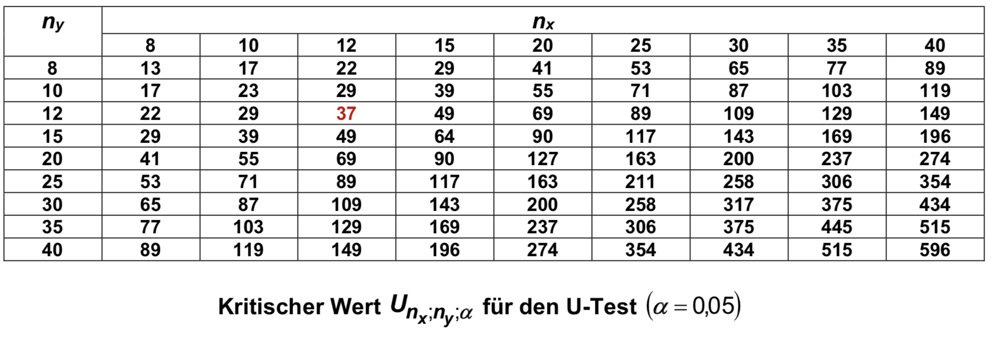 n_y n_x
8 10 12 15 20 25 30 35 40
8 13 17 22 29 41 53 65 77 89
10 17 23 29 39 55 71 87 103 119
12 22 29 37 49 69 89 109 129 149
15 29 39 49 64 90 117 143 169 196
20 41 55 69 90 127 163 200 237 274
25 53 71 89 117 163 211 258 306 354
30 65 87 109 143 200 258 317 375 434
35 77 103 129 169 237 306 375 445 515
40 89 119 149 196 274 354 434 515 596
Kritischer Wert U_{n_x;n_y;α} für den U-Test (α = 0,05)